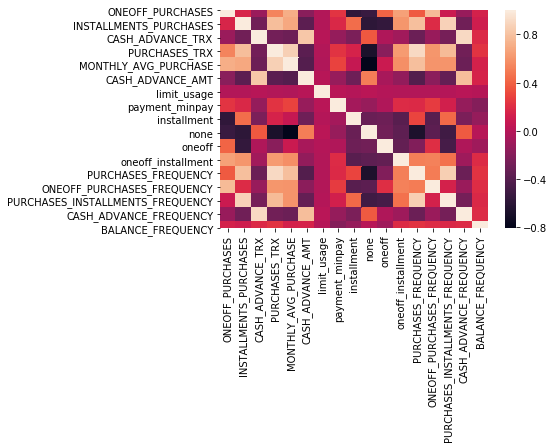 ONEOFF_PURCHASES
INSTALLMENTS_PURCHASES
CASH_ADVANCE_TRX
PURCHASES_TRX
MONTHLY_AVG_PURCHASE
CASH_ADVANCE_AMT
limit_usage
payment_minpay
installment
none
oneoff
oneoff_installment
PURCHASES_FREQUENCY
ONEOFF_PURCHASES_FREQUENCY
PURCHASES_INSTALLMENTS_FREQUENCY
CASH_ADVANCE_FREQUENCY
BALANCE_FREQUENCY
0.8
0.4
0.0
−0.4
−0.8
ONEOFF_PURCHASES
INSTALLMENTS_PURCHASES
CASH_ADVANCE_TRX
PURCHASES_TRX
MONTHLY_AVG_PURCHASE
CASH_ADVANCE_AMT
limit_usage
payment_minpay
installment
none
oneoff
oneoff_installment
PURCHASES_FREQUENCY
ONEOFF_PURCHASES_FREQUENCY
PURCHASES_INSTALLMENTS_FREQUENCY
CASH_ADVANCE_FREQUENCY
BALANCE_FREQUENCY